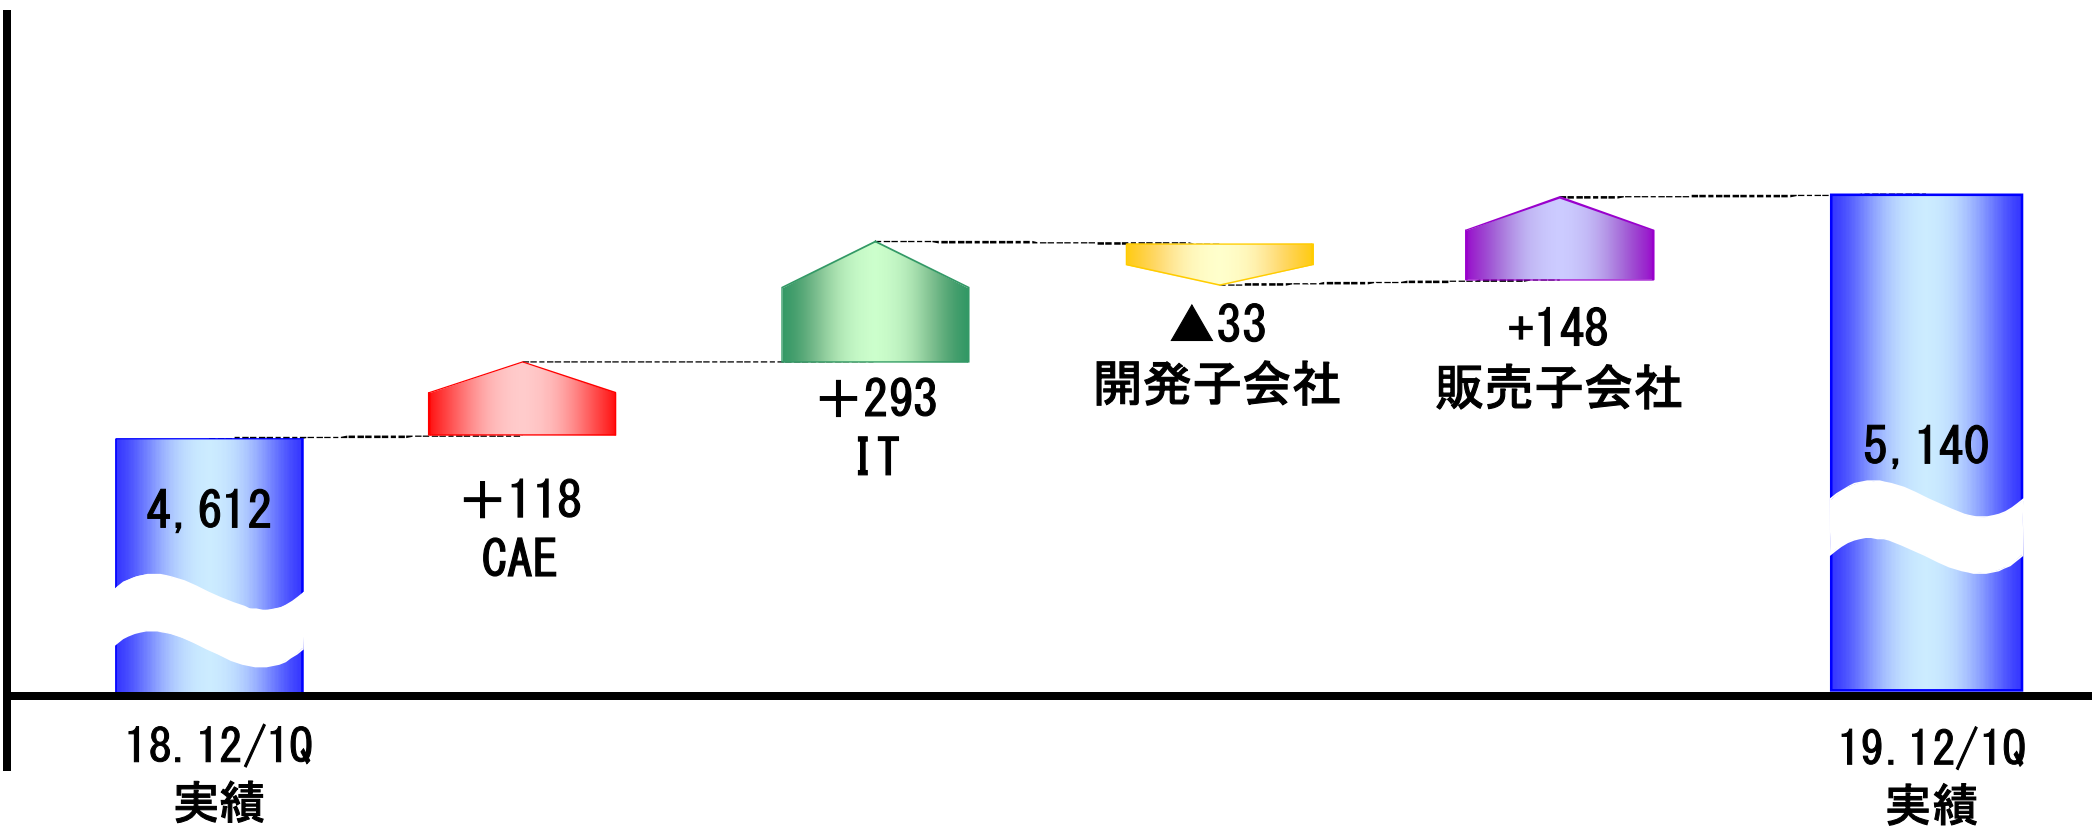 4,612
＋118
CAE
＋293
IT
▲33
開発子会社
+148
販売子会社
5,140
18.12/1Q
実績
19.12/1Q
実績